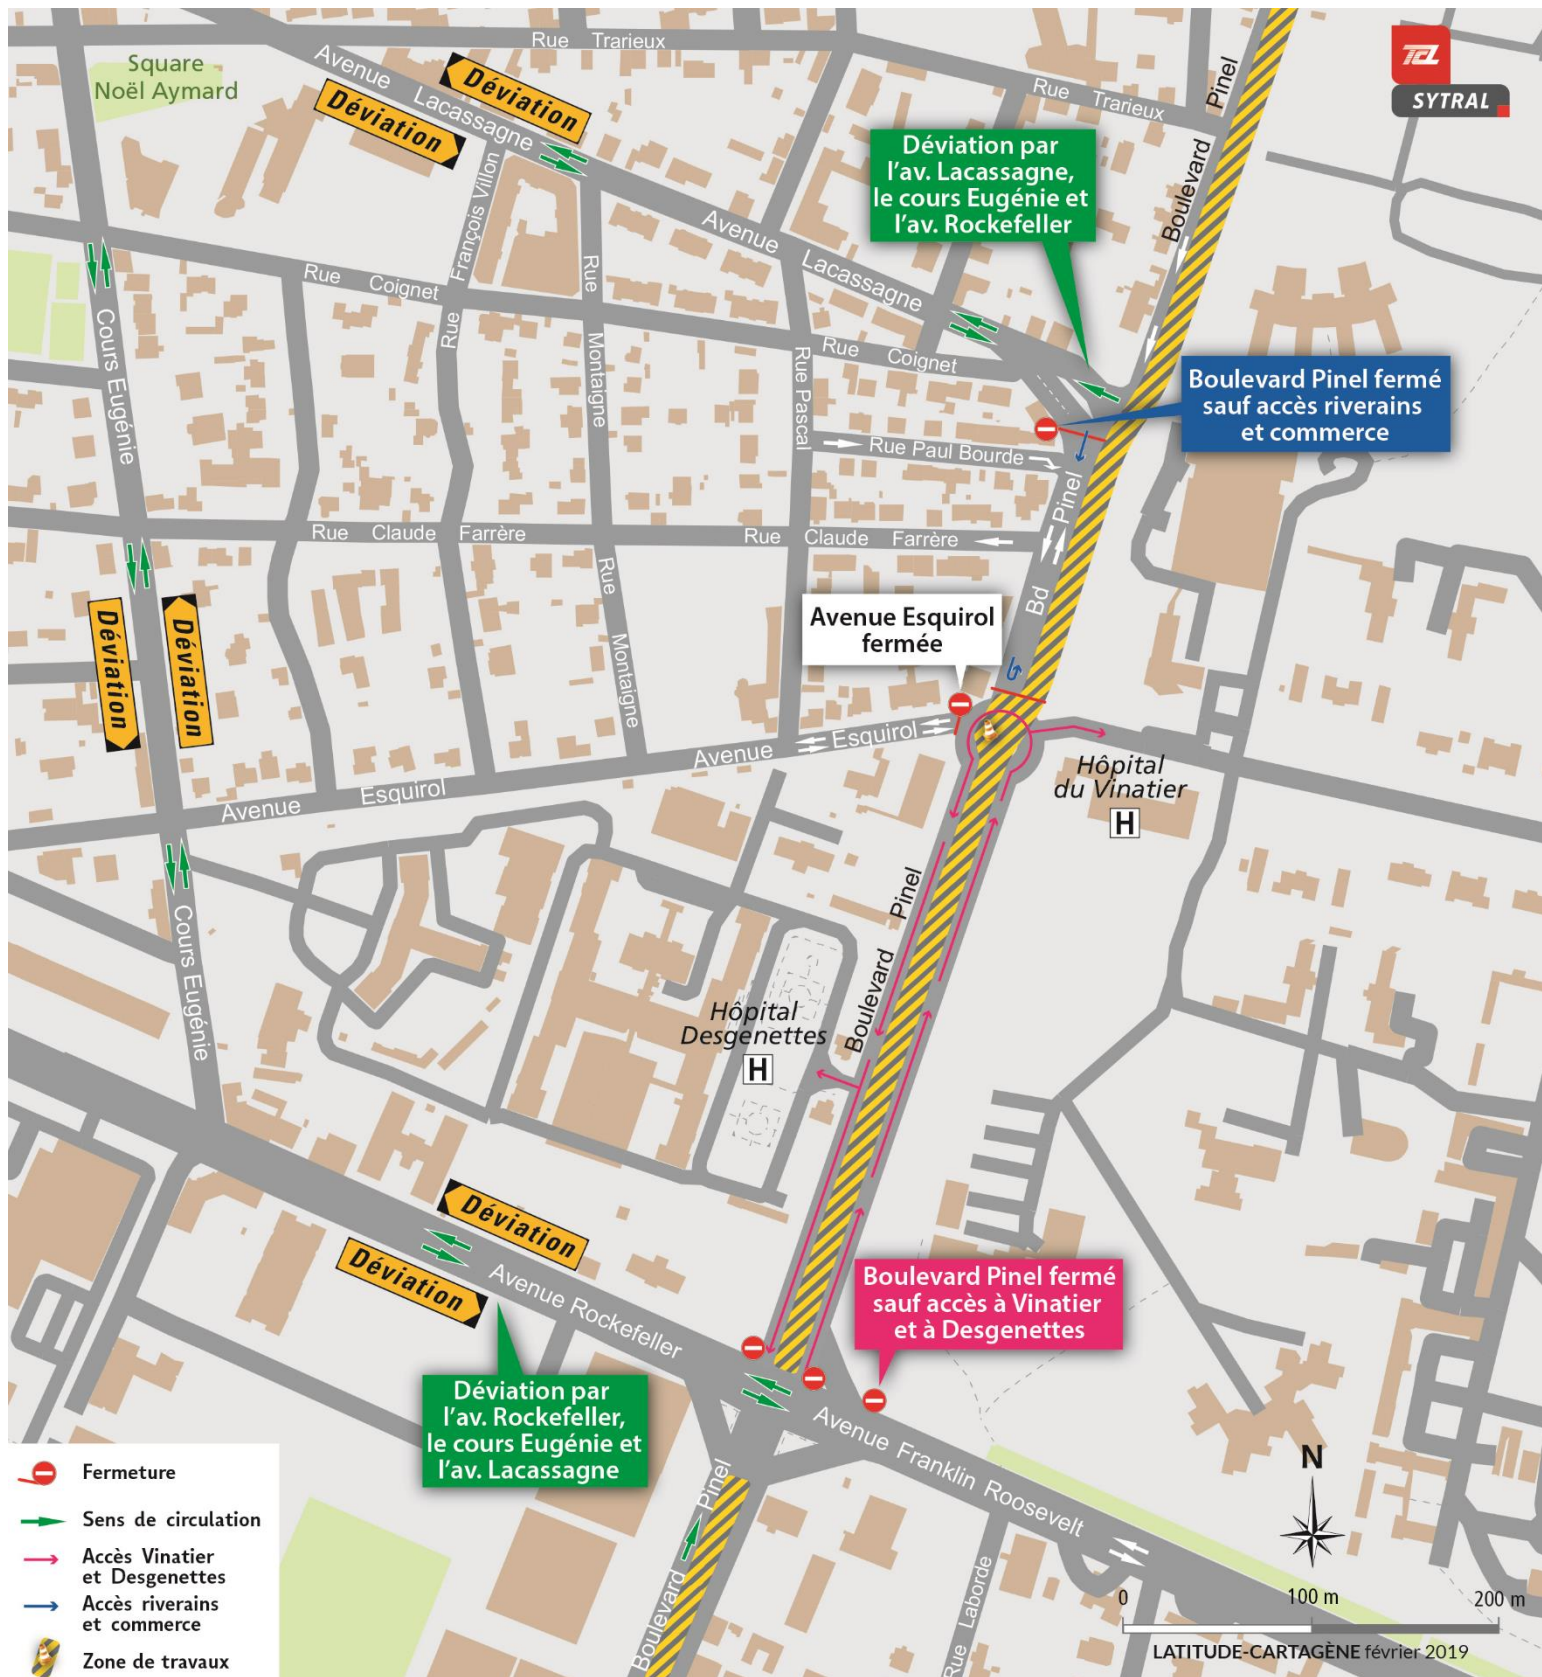 Rue Trarieux
Square
Noël Aymard
Avenue Lacassagne
Déviation
Déviation
TCL
SYTRAL
Pinel
Rue Trarieux
Boulevard
Déviation par
l'av. Lacassagne,
le cours Eugénie et
l'av. Rockefeller
Rue François Villon
Avenue Lacassagne
Rue Coignet
Rue Montaigne
Rue Coignet
Rue Pascal
Cours Eugénie
Boulevard Pinel fermé
sauf accès riverains
et commerce
Rue Paul Bourde
Bd Pinel
Rue Claude Farrère
Rue Claude Farrère
Rue Montaigne
Déviation
Déviation
Avenue Esquirol
fermée
Avenue Esquirol
Avenue Esquirol
Hôpital
du Vinatier
H
Cours Eugénie
Boulevard Pinel
Hôpital
Desgenettes
H
Déviation
Déviation
Avenue Rockefeller
Boulevard Pinel fermé
sauf accès à Vinatier
et à Desgenettes
Déviation par
l'av. Rockefeller,
le cours Eugénie et
l'av. Lacassagne
Avenue Franklin Roosevelt
Boulevard Pinel
Rue Laborde
N
0 100 m 200 m
LATITUDE-CARTAGÈNE février 2019
Fermeture
Sens de circulation
Accès Vinatier
et Desgenettes
Accès riverains
et commerce
Zone de travaux